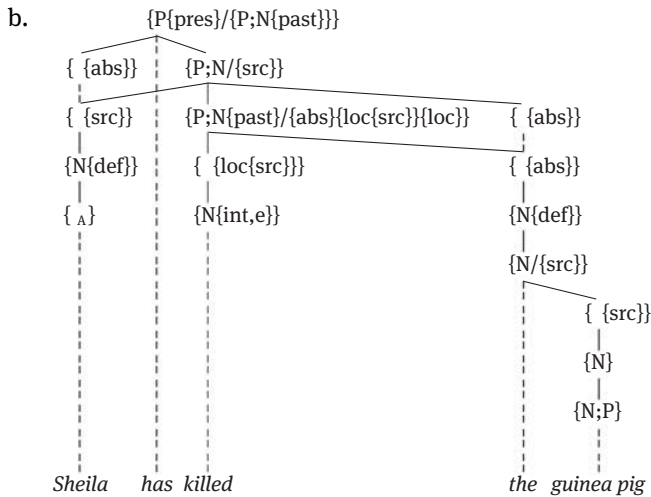 b.
{P{pres}/{P;N{past}}}
{ {abs}} {P;N/{src}}
{ {src}} {P;N{past}/{abs}{loc{src}}{loc}} { {abs}}
{N{def}} { {loc{src}}} { {abs}}
{ A} {N{int,e}} {N{def}}
{N/{src}}
{ {src}}
{N}
{N;P}
Sheila has killed the guinea pig